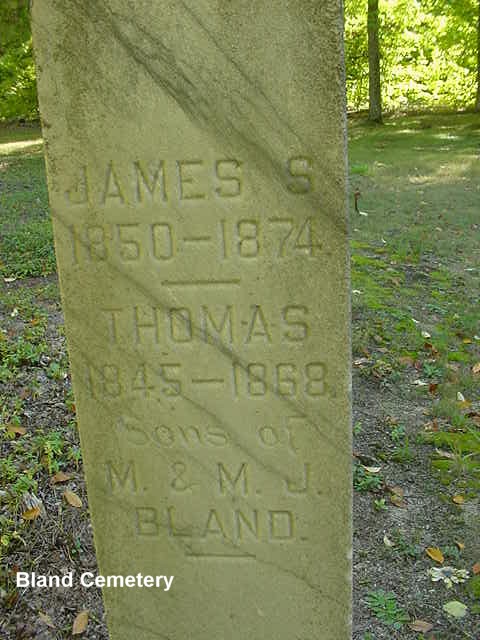 JAMES S
1850—1874
THOMAS
1845—1868
Sons of
M. & M. J.
BLAND.
Bland Cemetery